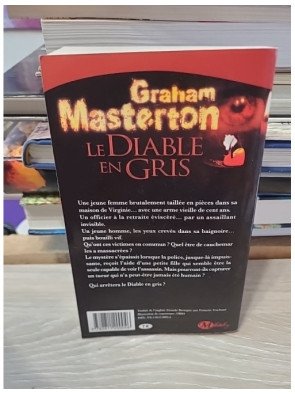 Graham
Masterton
LE DIABLE
EN GRIS
Une jeune femme brutalement taillée en pièces dans sa
maison de Virginie… avec une arme vieille de cent ans.
Un officier à la retraite éviscéré… par un assaillant
invisible.
Un jeune homme, les yeux crevés dans sa baignoire…
puis bouilli vif.
Qu'ont ces victimes en commun ? Quel être de cauchemar
les a massacrées ?
Le mystère s'épaissit lorsque la police, jusque-là impuis-
sante, reçoit l'aide d'une petite fille qui semble être la
seule capable de voir l'assassin. Mais pourront-ils capturer
un tueur qui n'a peut-être jamais été humain ?
Qui arrêtera le Diable en gris ?